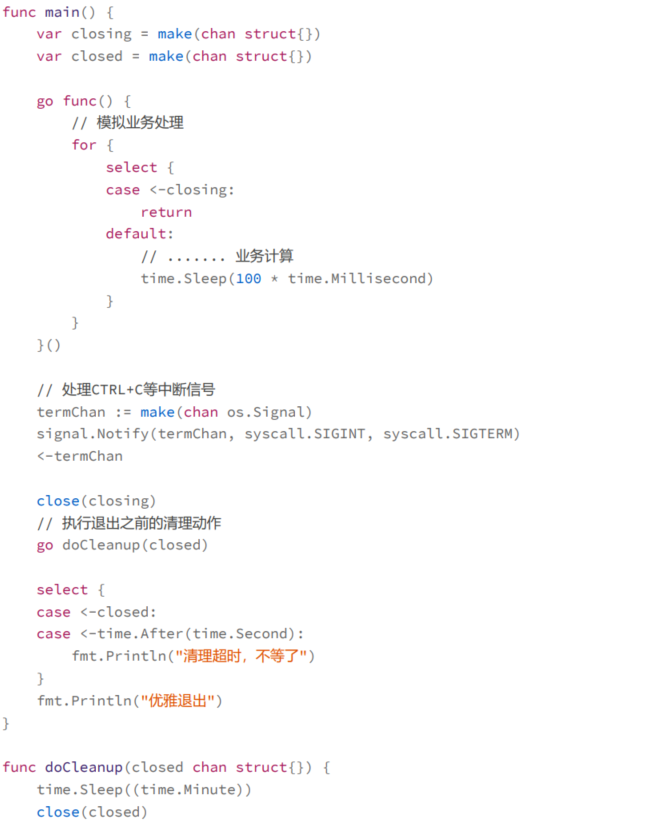 func main() {
    var closing = make(chan struct{})
    var closed = make(chan struct{})

    go func() {
        // 模拟业务处理
        for {
            select {
            case <-closing:
                return
            default:
                // ....... 业务计算
                time.Sleep(100 * time.Millisecond)
            }
        }
    }()

    // 处理CTRL+C等中断信号
    termChan := make(chan os.Signal)
    signal.Notify(termChan, syscall.SIGINT, syscall.SIGTERM)
    <-termChan

    close(closing)
    // 执行退出之前的清理动作
    go doCleanup(closed)

    select {
    case <-closed:
    case <-time.After(time.Second):
        fmt.Println("清理超时，不等了")
    }
    fmt.Println("优雅退出")
}

func doCleanup(closed chan struct{}) {
    time.Sleep((time.Minute))
    close(closed)